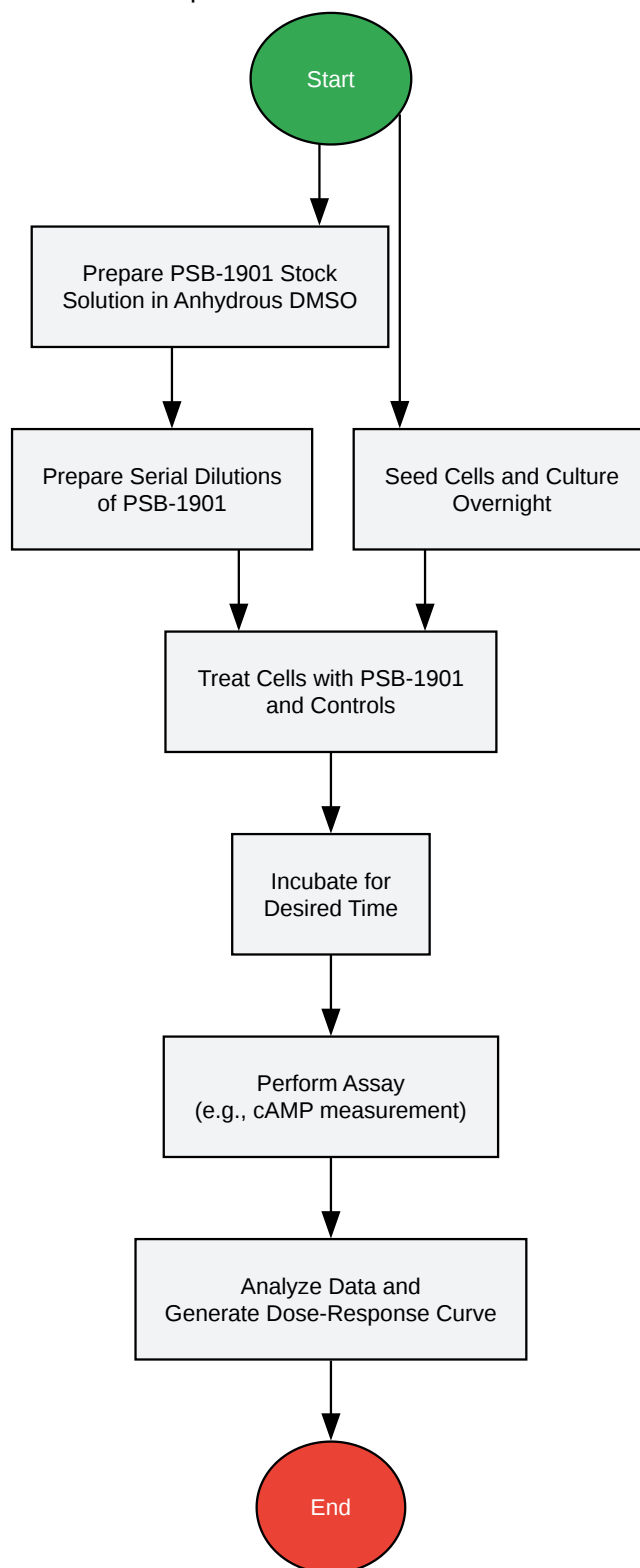 Start
Prepare PSB-1901 Stock
Solution in Anhydrous DMSO
Prepare Serial Dilutions
of PSB-1901
Seed Cells and Culture
Overnight
Treat Cells with PSB-1901
and Controls
Incubate for
Desired Time
Perform Assay
(e.g., cAMP measurement)
Analyze Data and
Generate Dose-Response Curve
End